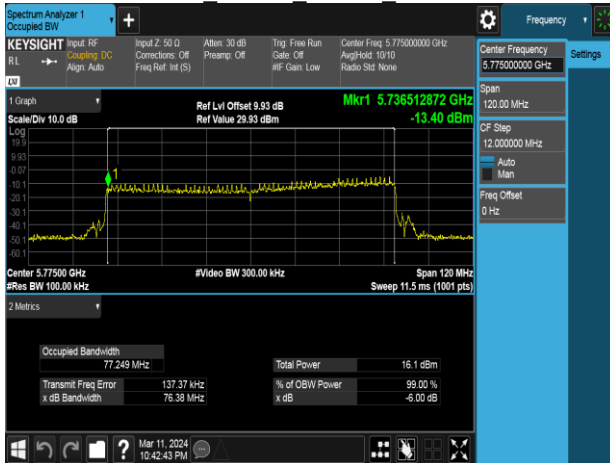 Spectrum Analyzer 1
Occupied BW
Frequency
KEYSIGHT
Input: RF
Coupling: DC
Align: Auto
RL
LXI
Input Z: 50 Ω
Corrections: Off
Freq Ref: Int (S)
Atten: 30 dB
Preamp: Off
Trig: Free Run
Gate: Off
#IF Gain: Low
Center Freq: 5.775000000 GHz
Avg|Hold: 10/10
Radio Std: None
Center Frequency
5.775000000 GHz
Settings
Span
120.00 MHz
CF Step
12.000000 MHz
Auto
Man
Freq Offset
0 Hz
1 Graph
Scale/Div 10.0 dB
Ref Lvl Offset 9.93 dB
Ref Value 29.93 dBm
Mkr1 5.736512872 GHz
-13.40 dBm
Log
19.9
9.93
-0.07
-10.1
-20.1
-30.1
-40.1
-50.1
-60.1
1
Center 5.77500 GHz
#Video BW 300.00 kHz
Span 120 MHz
#Res BW 100.00 kHz
Sweep 11.5 ms (1001 pts)
2 Metrics
Occupied Bandwidth
77.249 MHz
Total Power 16.1 dBm
Transmit Freq Error 137.37 kHz
% of OBW Power 99.00 %
x dB Bandwidth 76.38 MHz
x dB -6.00 dB
?
Mar 11, 2024
10:42:43 PM